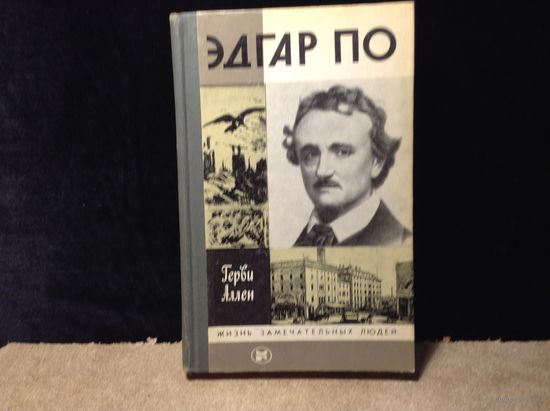 ЭДГАР ПО
Герви
Аллен
ЖИЗНЬ ЗАМЕЧАТЕЛЬНЫХ ЛЮДЕЙ